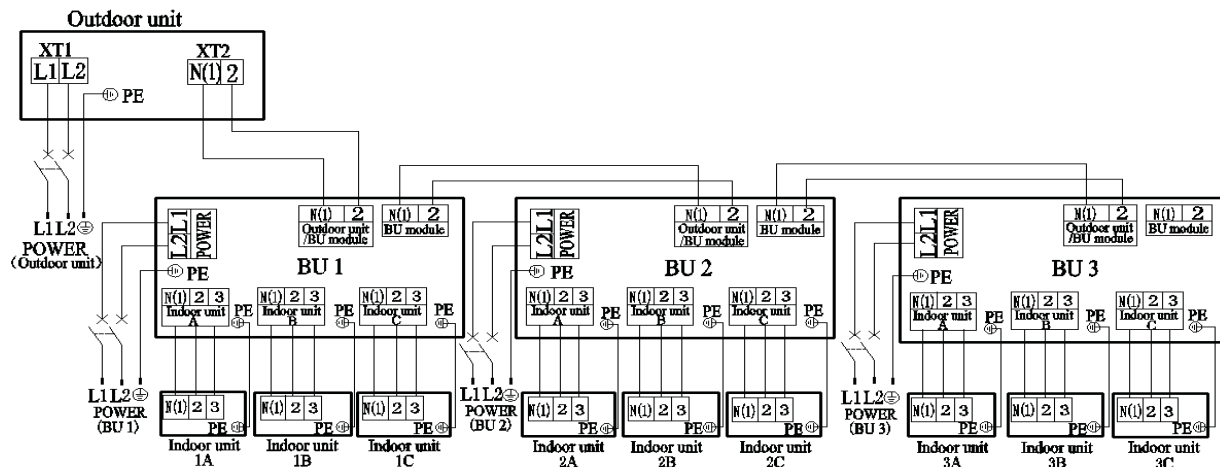 Outdoor unit
XT1
L1 L2
XT2
N(1) 2
PE
L1 L2
POWER
(Outdoor unit)
L2 L1
POWER
N(1) 2
Outdoor unit
/BU module
N(1) 2
BU module
BU 1
PE
N(1) 2 3
Indoor unit
A
PE
N(1) 2 3
Indoor unit
B
PE
N(1) 2 3
Indoor unit
C
PE
L1 L2
POWER
(BU 1)
N(1) 2 3
PE
Indoor unit
1A
N(1) 2 3
PE
Indoor unit
1B
N(1) 2 3
PE
Indoor unit
1C
L2 L1
POWER
N(1) 2
Outdoor unit
/BU module
N(1) 2
BU module
BU 2
PE
N(1) 2 3
Indoor unit
A
PE
N(1) 2 3
Indoor unit
B
PE
N(1) 2 3
Indoor unit
C
PE
L1 L2
POWER
(BU 2)
N(1) 2 3
PE
Indoor unit
2A
N(1) 2 3
PE
Indoor unit
2B
N(1) 2 3
PE
Indoor unit
2C
L2 L1
POWER
N(1) 2
Outdoor unit
/BU module
N(1) 2
BU module
BU 3
PE
N(1) 2 3
Indoor unit
A
PE
N(1) 2 3
Indoor unit
B
PE
N(1) 2 3
Indoor unit
C
PE
L1 L2
POWER
(BU 3)
N(1) 2 3
PE
Indoor unit
3A
N(1) 2 3
PE
Indoor unit
3B
N(1) 2 3
PE
Indoor unit
3C